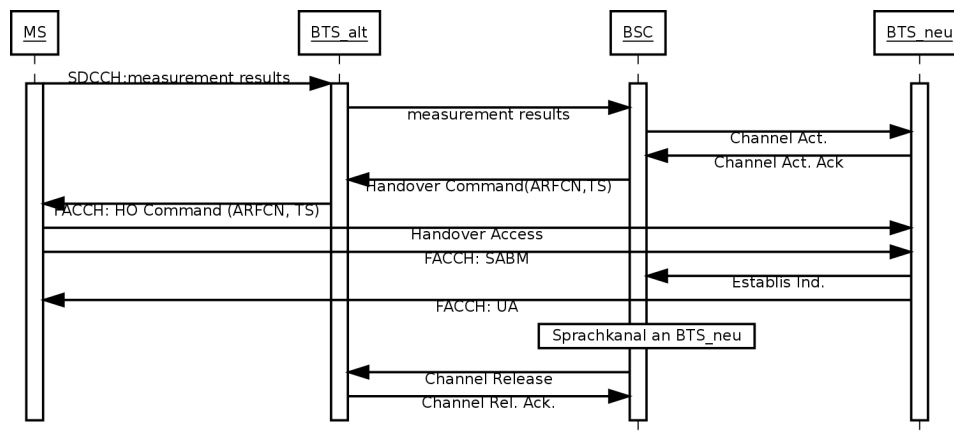 MS
BTS_alt
BSC
BTS_neu
SDCCH:measurement results
measurement results
Channel Act.
Channel Act. Ack
Handover Command(ARFCN,TS)
FACCH: HO Command (ARFCN, TS)
Handover Access
FACCH: SABM
Establis Ind.
FACCH: UA
Sprachkanal an BTS_neu
Channel Release
Channel Rel. Ack.